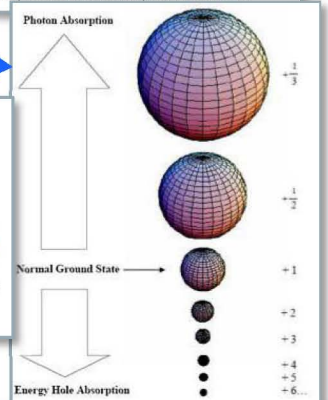 Photon Absorption
+1/3
+1/2
Normal Ground State
+1
+2
+3
+4
+5
Energy Hole Absorption
+6...